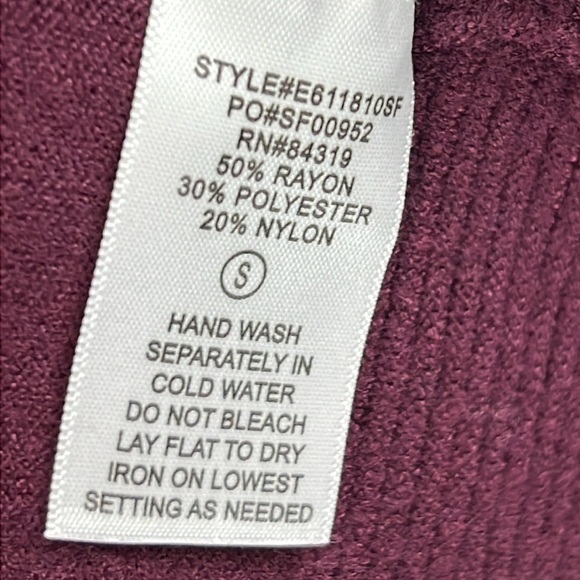 STYLE#E611810SF
PO#SF00952
RN#84319
50% RAYON
30% POLYESTER
20% NYLON
S
HAND WASH
SEPARATELY IN
COLD WATER
DO NOT BLEACH
LAY FLAT TO DRY
IRON ON LOWEST
SETTING AS NEEDED